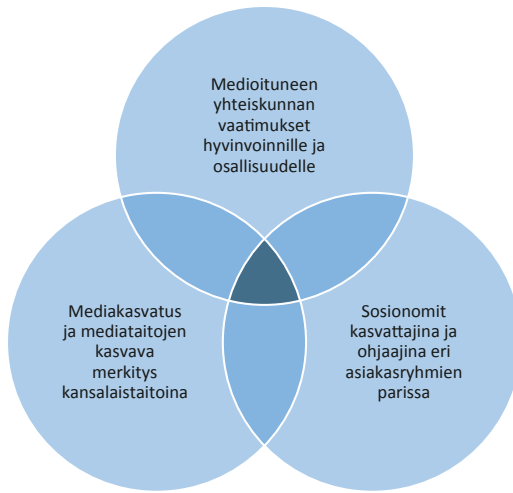 Medioituneen
yhteiskunnan
vaatimukset
hyvinvoinnille ja
osallisuudelle
Mediakasvatus
ja mediataitojen
kasvava
merkitys
kansalaistaitoina
Sosionomit
kasvattajina ja
ohjaajina eri
asiakasryhmien
parissa